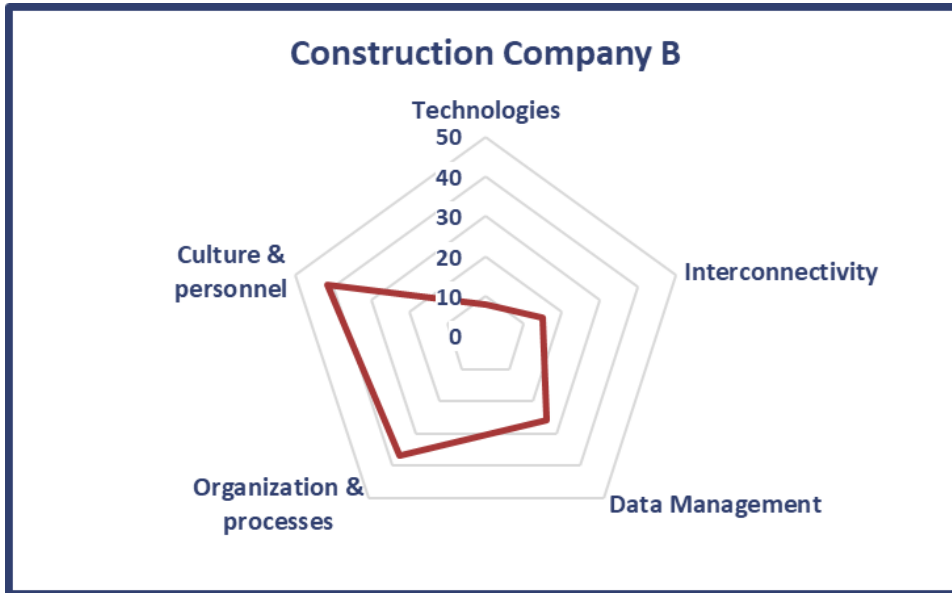 Construction Company B
Technologies
50
40
30
20
10
0
Culture &
personnel
Interconnectivity
Organization &
processes
Data Management